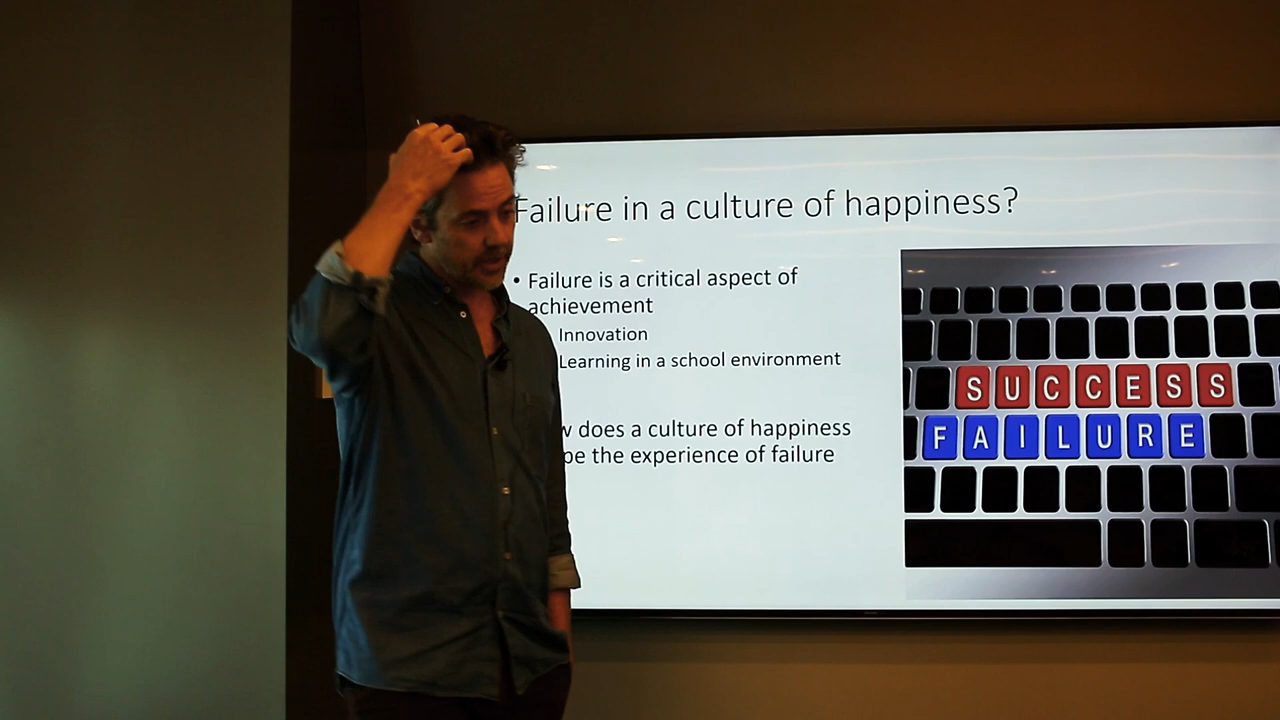 Failure in a culture of happiness?
• Failure is a critical aspect of
achievement
Innovation
Learning in a school environment
does a culture of happiness
the experience of failure
SUCCESS
FAILURE